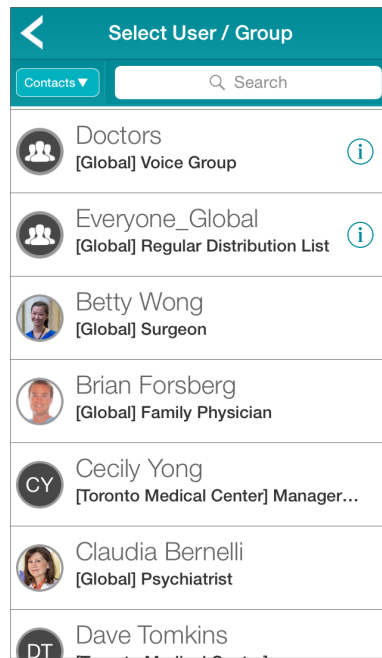 Select User / Group
Contacts▼
Search
Doctors
[Global] Voice Group
Everyone_Global
[Global] Regular Distribution List
Betty Wong
[Global] Surgeon
Brian Forsberg
[Global] Family Physician
CY
Cecily Yong
[Toronto Medical Center] Manager…
Claudia Bernelli
[Global] Psychiatrist
DT
Dave Tomkins